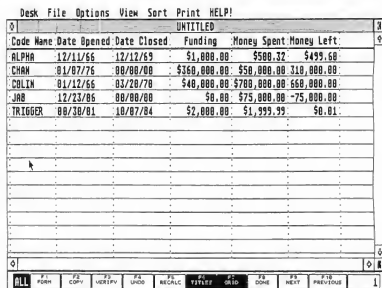 Desk File Options View Sort Print HELP!
UNTITLED
Code Name Date Opened Date Closed Funding Money Spent Money Left
ALPHA 12/11/66 12/12/69 $1,000.00 $500.32 $499.68
CHAN 01/07/76 00/00/00 $360,000.00 $50,000.00 310,000.00
COLIN 01/12/66 03/20/70 $40,000.00 $700,000.00 660,000.00
JAB 12/23/06 00/00/00 $0.00 $75,000.00 -75,000.00
TRIGGER 00/30/01 10/07/84 $2,000.00 $1,999.99 $0.01
ALL F1 FORM F2 COPY F3 VERIFY F4 UNDO F5 RECALC F6 TITLES F7 GRID F8 DONE F9 NEXT F10 PREVIOUS 1